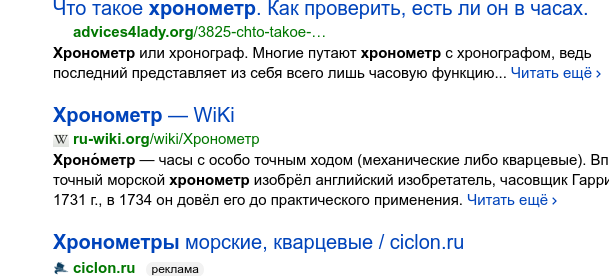 Что такое хронометр. Как проверить, есть ли он в часах.
advices4lady.org/3825-chto-takoe-…
Хронометр или хронограф. Многие путают хронометр с хронографом, ведь
последний представляет из себя всего лишь часовую функцию... Читать ещё ›
Хронометр — WiKi
W ru-wiki.org/wiki/Хронометр
Хроно́метр — часы с особо точным ходом (механические либо кварцевые). Вп
точный морской хронометр изобрёл английский изобретатель, часовщик Гарри
1731 г., в 1734 он довёл его до практического применения. Читать ещё ›
Хронометры морские, кварцевые / ciclon.ru
ciclon.ru реклама